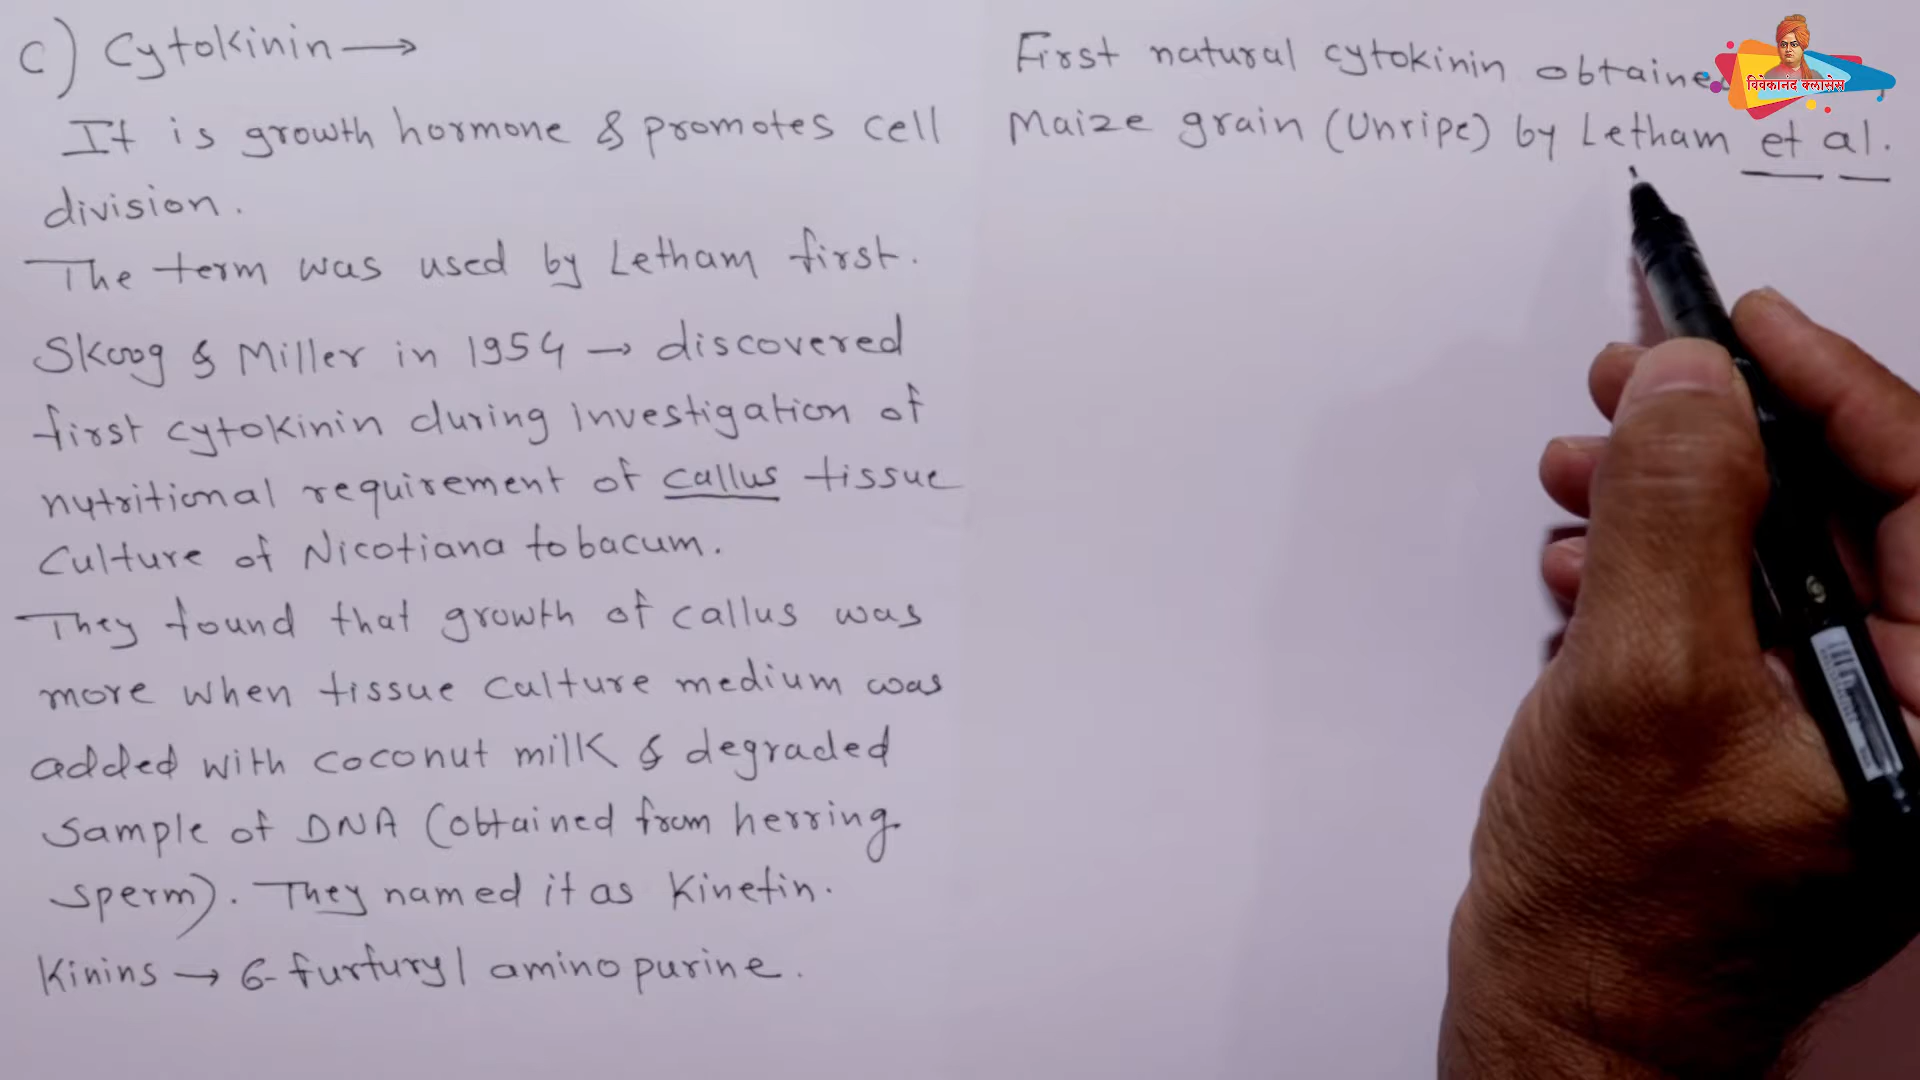 C) Cytokinin →
It is growth hormone & promotes cell
division.
The term was used by Letham first.
Skoog & Miller in 1954 → discovered
first cytokinin during investigation of
nutritional requirement of callus tissue
Culture of Nicotiana tobacum.
They found that growth of callus was
more when tissue culture medium was
added with coconut milk & degraded
Sample of DNA (obtained from herring
sperm). They named it as Kinetin.
Kinins → 6-furfuryl amino purine.
First natural cytokinin obtaine
Maize grain (Unripe) by Letham et al.
विवेकानंद क्लासेस